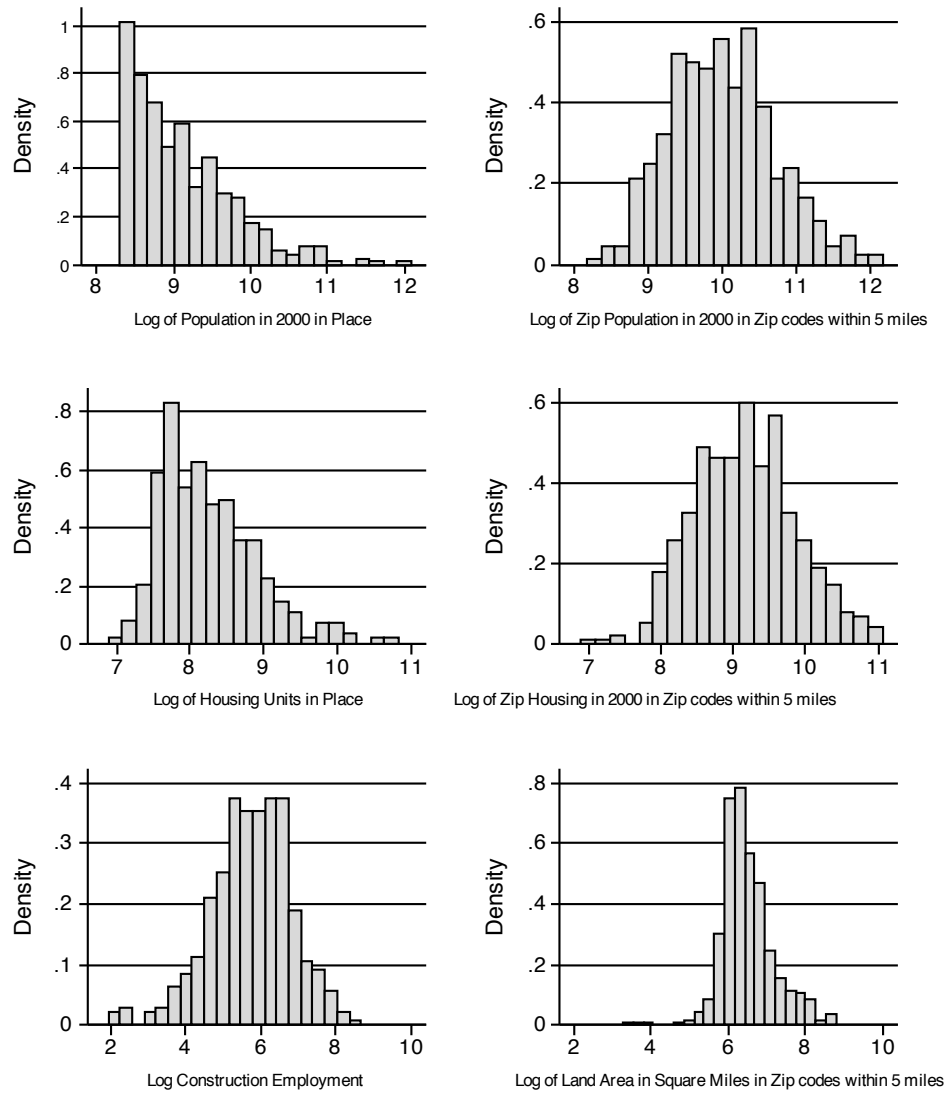 1
.8
.6
.4
.2
0
Density
8 9 10 11 12
Log of Population in 2000 in Place
.6
.4
.2
0
Density
8 9 10 11 12
Log of Zip Population in 2000 in Zip codes within 5 miles
.8
.6
.4
.2
0
Density
7 8 9 10 11
Log of Housing Units in Place
.6
.4
.2
0
Density
7 8 9 10 11
Log of Zip Housing in 2000 in Zip codes within 5 miles
.4
.3
.2
.1
0
Density
2 4 6 8 10
Log Construction Employment
.8
.6
.4
.2
0
Density
2 4 6 8 10
Log of Land Area in Square Miles in Zip codes within 5 miles